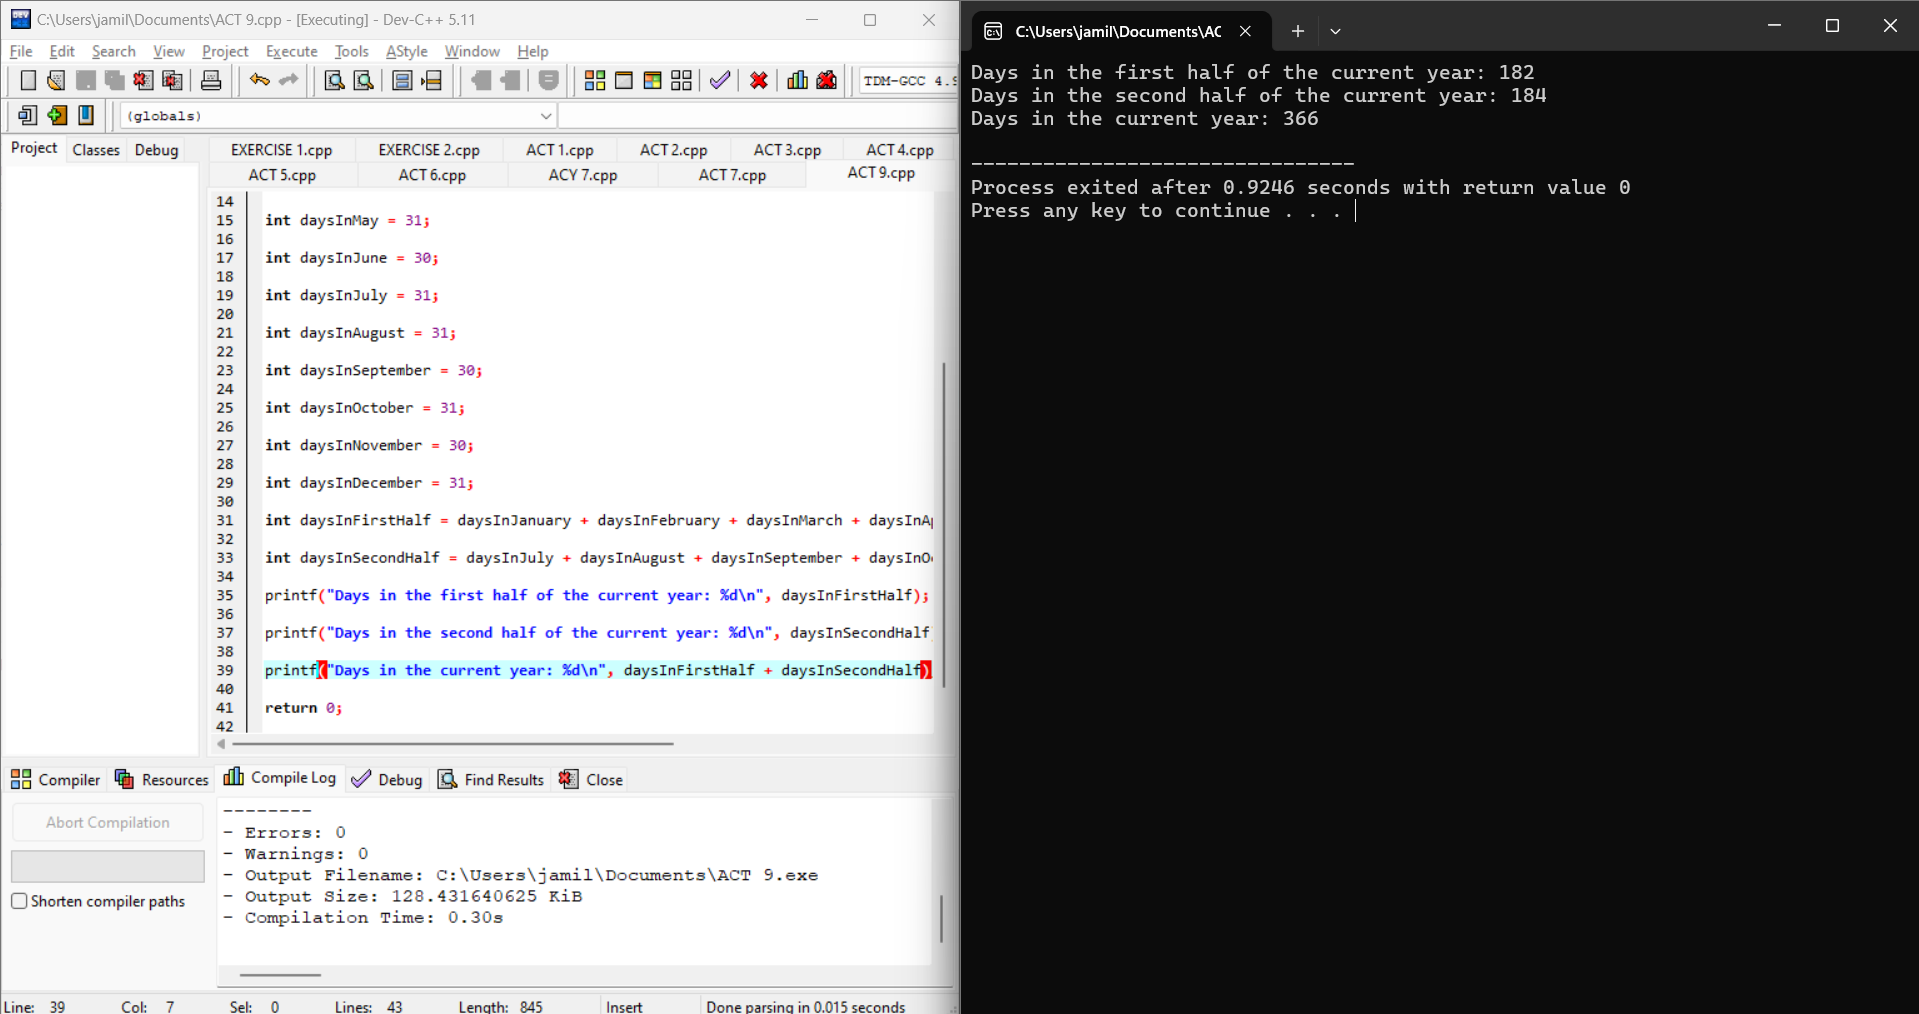 C:\Users\jamil\Documents\ACT 9.cpp - [Executing] - Dev-C++ 5.11
File Edit Search View Project Execute Tools AStyle Window Help
TDM-GCC 4.9
(globals)
Project Classes Debug
EXERCISE 1.cpp EXERCISE 2.cpp ACT 1.cpp ACT 2.cpp ACT 3.cpp ACT 4.cpp
ACT 5.cpp ACT 6.cpp ACY 7.cpp ACT 7.cpp ACT 9.cpp
14
15 int daysInMay = 31;
16
17 int daysInJune = 30;
18
19 int daysInJuly = 31;
20
21 int daysInAugust = 31;
22
23 int daysInSeptember = 30;
24
25 int daysInOctober = 31;
26
27 int daysInNovember = 30;
28
29 int daysInDecember = 31;
30
31 int daysInFirstHalf = daysInJanuary + daysInFebruary + daysInMarch + daysInAp
32
33 int daysInSecondHalf = daysInJuly + daysInAugust + daysInSeptember + daysInO
34
35 printf("Days in the first half of the current year: %d\n", daysInFirstHalf);
36
37 printf("Days in the second half of the current year: %d\n", daysInSecondHalf
38
39 printf("Days in the current year: %d\n", daysInFirstHalf + daysInSecondHalf)
40
41 return 0;
42
Compiler Resources Compile Log Debug Find Results Close
Abort Compilation
Shorten compiler paths
--------
- Errors: 0
- Warnings: 0
- Output Filename: C:\Users\jamil\Documents\ACT 9.exe
- Output Size: 128.431640625 KiB
- Compilation Time: 0.30s
Line: 39 Col: 7 Sel: 0 Lines: 43 Length: 845 Insert Done parsing in 0.015 seconds
C:\Users\jamil\Documents\AC
Days in the first half of the current year: 182
Days in the second half of the current year: 184
Days in the current year: 366
--------------------------------
Process exited after 0.9246 seconds with return value 0
Press any key to continue . . .